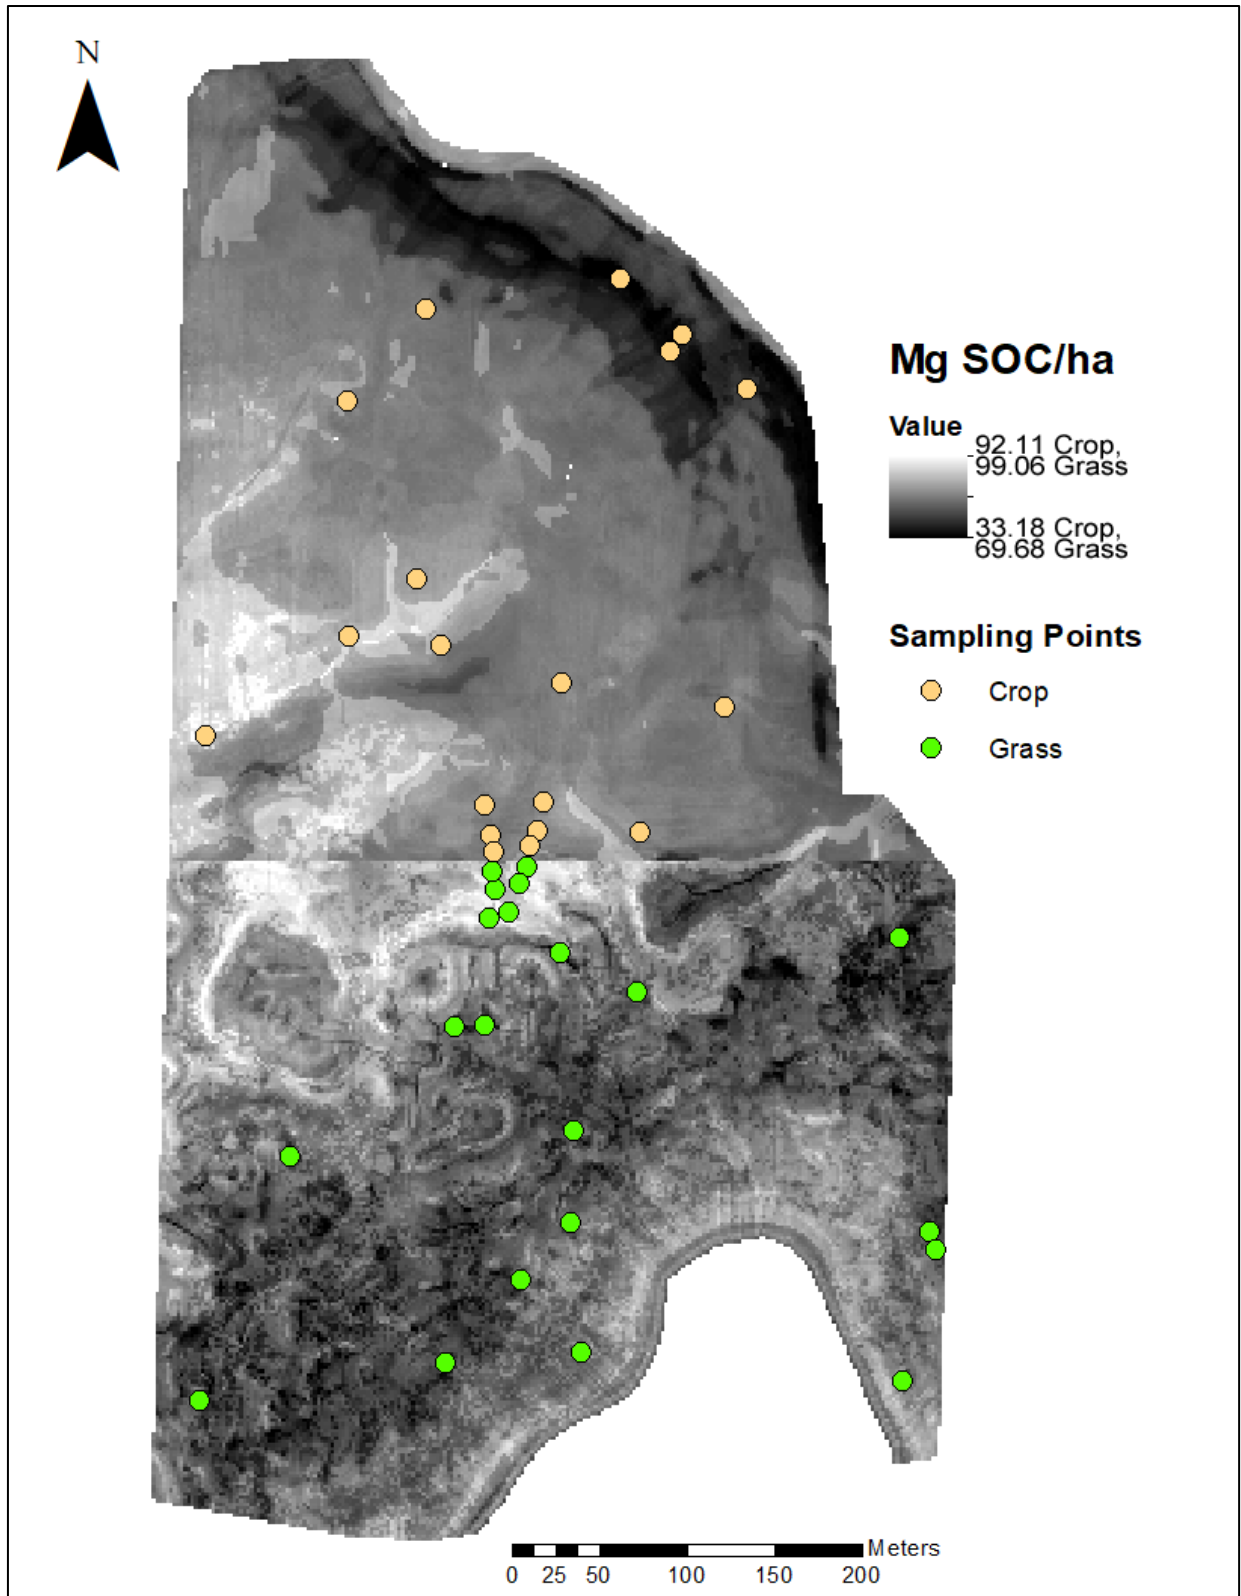 N
Mg SOC/ha
Value
92.11 Crop,
99.06 Grass
33.18 Crop,
69.68 Grass
Sampling Points
Crop
Grass
Meters
0 25 50 100 150 200